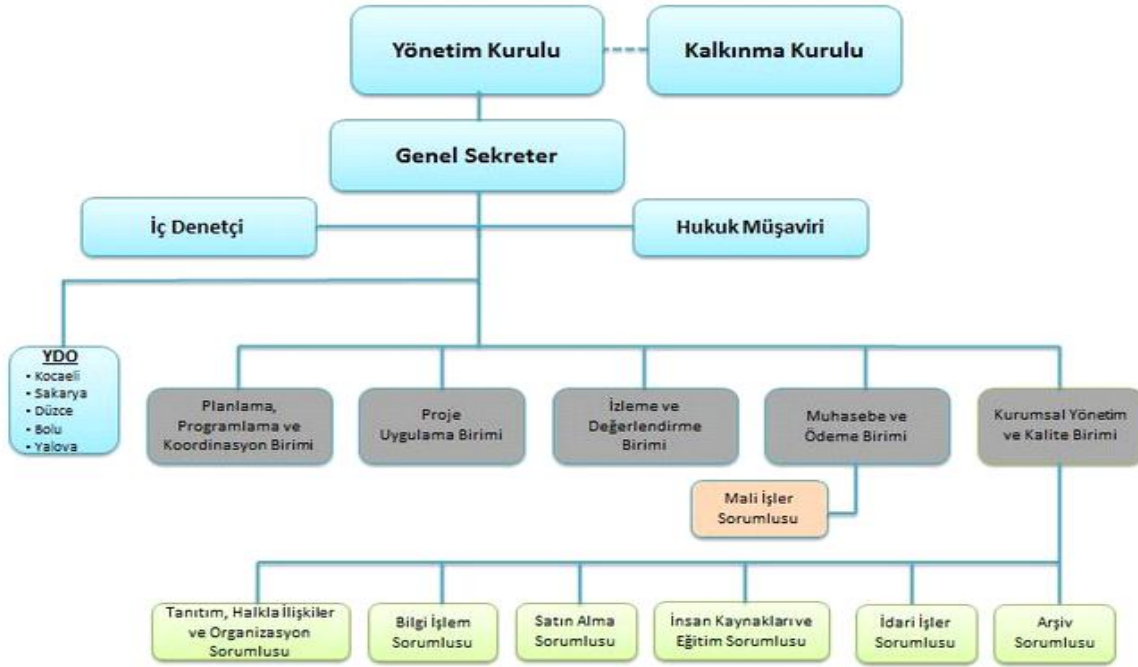 Yönetim Kurulu
Kalkınma Kurulu
Genel Sekreter
İç Denetçi
Hukuk Müşaviri
YDO
• Kocaeli
• Sakarya
• Düzce
• Bolu
• Yalova
Planlama,
Programlama ve
Koordinasyon Birimi
Proje
Uygulama Birimi
İzleme ve
Değerlendirme
Birimi
Muhasebe ve
Ödeme Birimi
Kurumsal Yönetim
ve Kalite Birimi
Mali İşler
Sorumlusu
Tanıtım, Halkla İlişkiler
ve Organizasyon
Sorumlusu
Bilgi İşlem
Sorumlusu
Satın Alma
Sorumlusu
İnsan Kaynakları ve
Eğitim Sorumlusu
İdari İşler
Sorumlusu
Arşiv
Sorumlusu